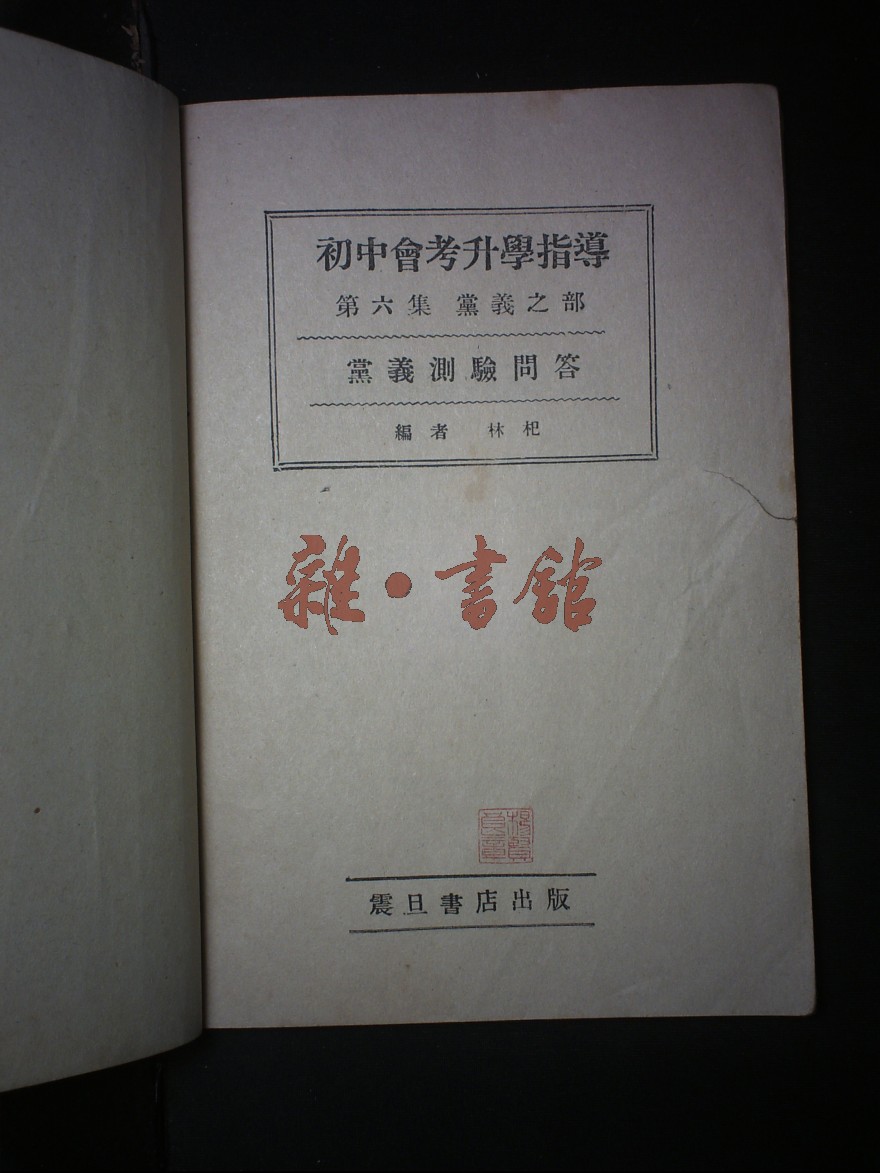 初中會考升學指導
第六集 黨義之部
黨義測驗問答
編者 林杞
雜·書館
震旦書店出版